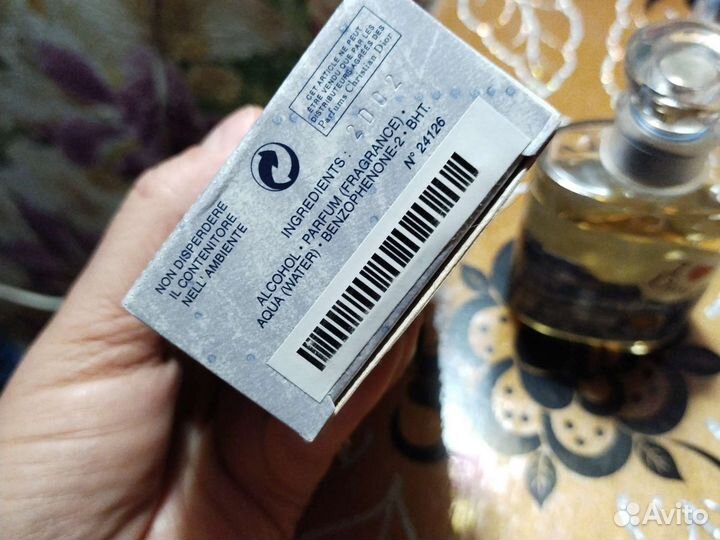 CET ARTICLE NE PEUT
ÊTRE VENDU QUE PAR LES
DISTRIBUTEURS AGRÉÉS DES
Parfums Christian Dior
2D02
INGREDIENTS :
ALCOHOL • PARFUM (FRAGRANCE) •
AQUA (WATER) • BENZOPHENONE-2 • BHT.
N° 24126
NON DISPERDERE
IL CONTENITORE
NELL'AMBIENTE
Avito